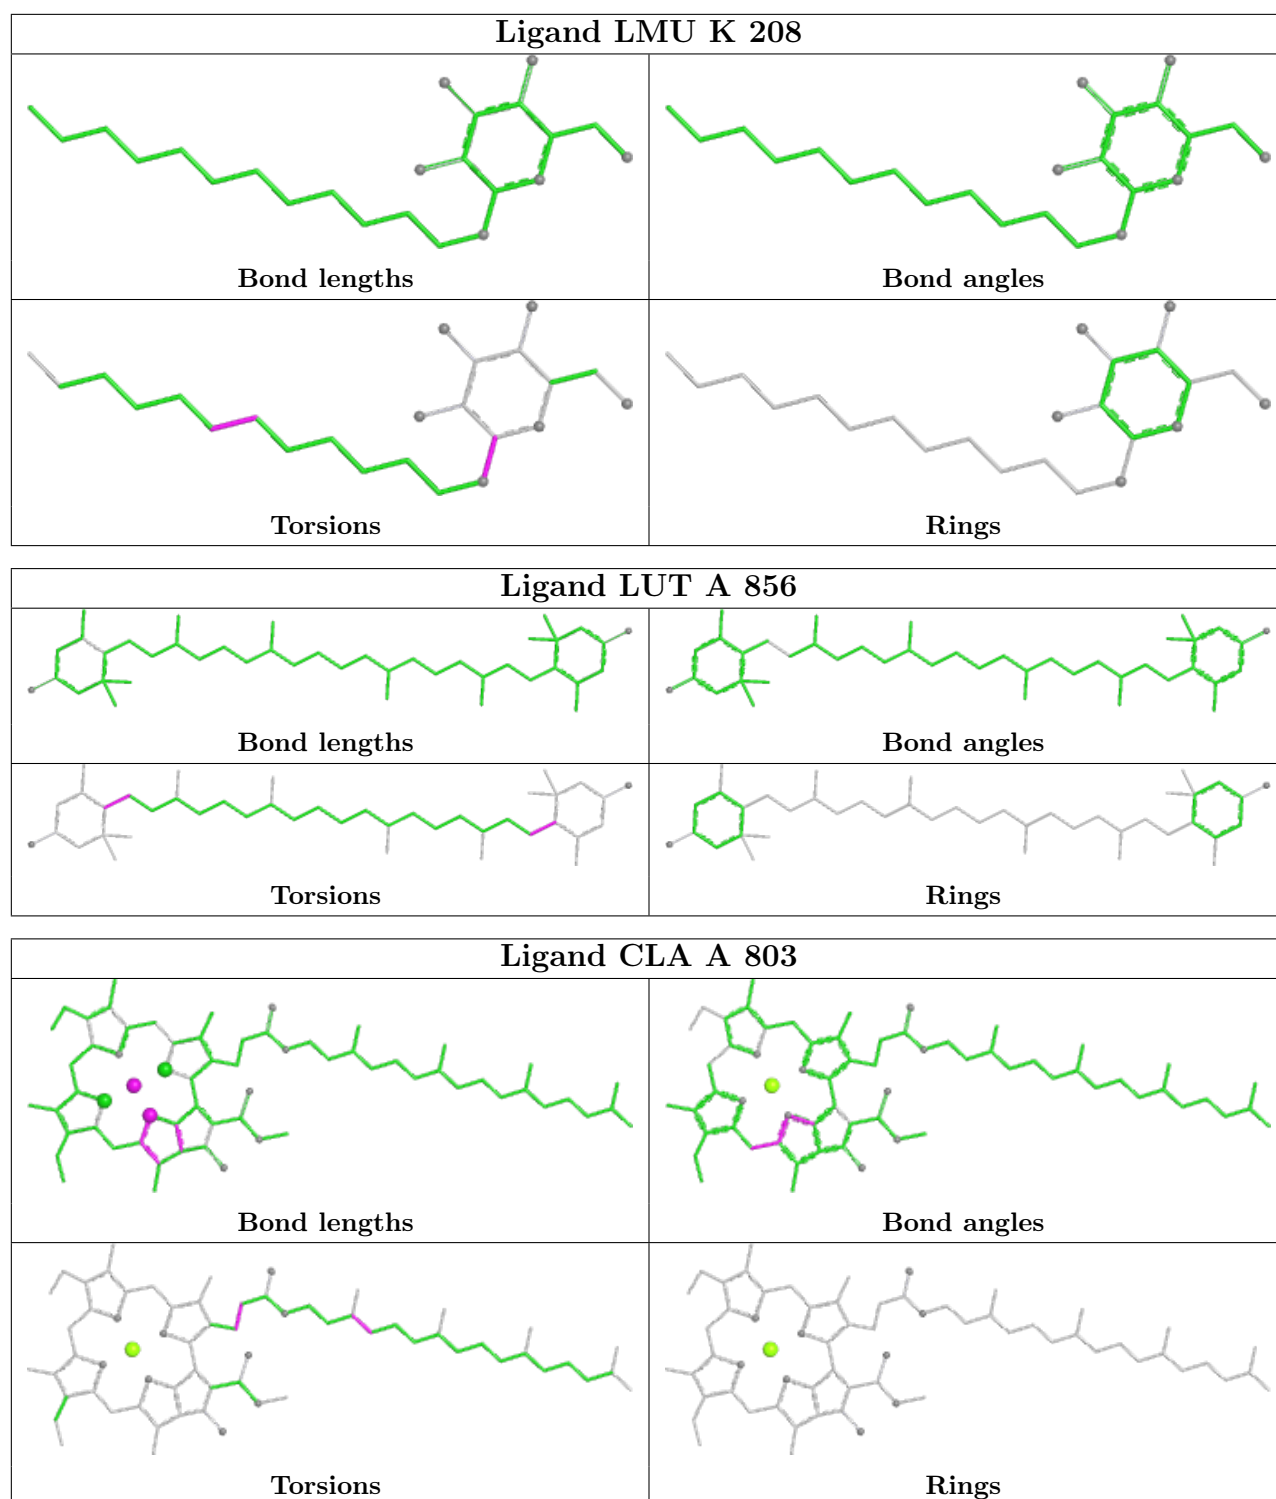 Ligand LMU K 208
Bond lengths
Bond angles
Torsions
Rings
Ligand LUT A 856
Bond lengths
Bond angles
Torsions
Rings
Ligand CLA A 803
Bond lengths
Bond angles
Torsions
Rings